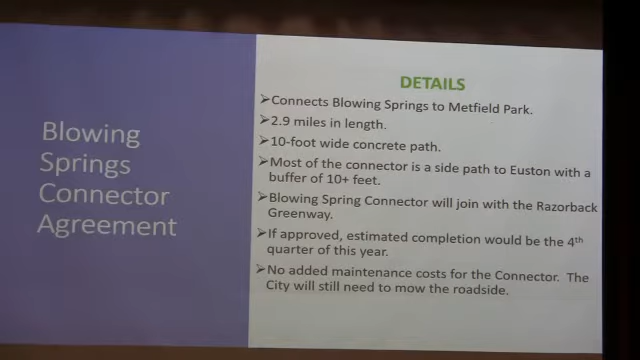 Blowing
Springs
Connector
Agreement
DETAILS
➢Connects Blowing Springs to Metfield Park.
➢2.9 miles in length.
➢10-foot wide concrete path.
➢Most of the connector is a side path to Euston with a
buffer of 10+ feet.
➢Blowing Spring Connector will join with the Razorback
Greenway.
➢If approved, estimated completion would be the 4th
quarter of this year.
➢No added maintenance costs for the Connector. The
City will still need to mow the roadside.